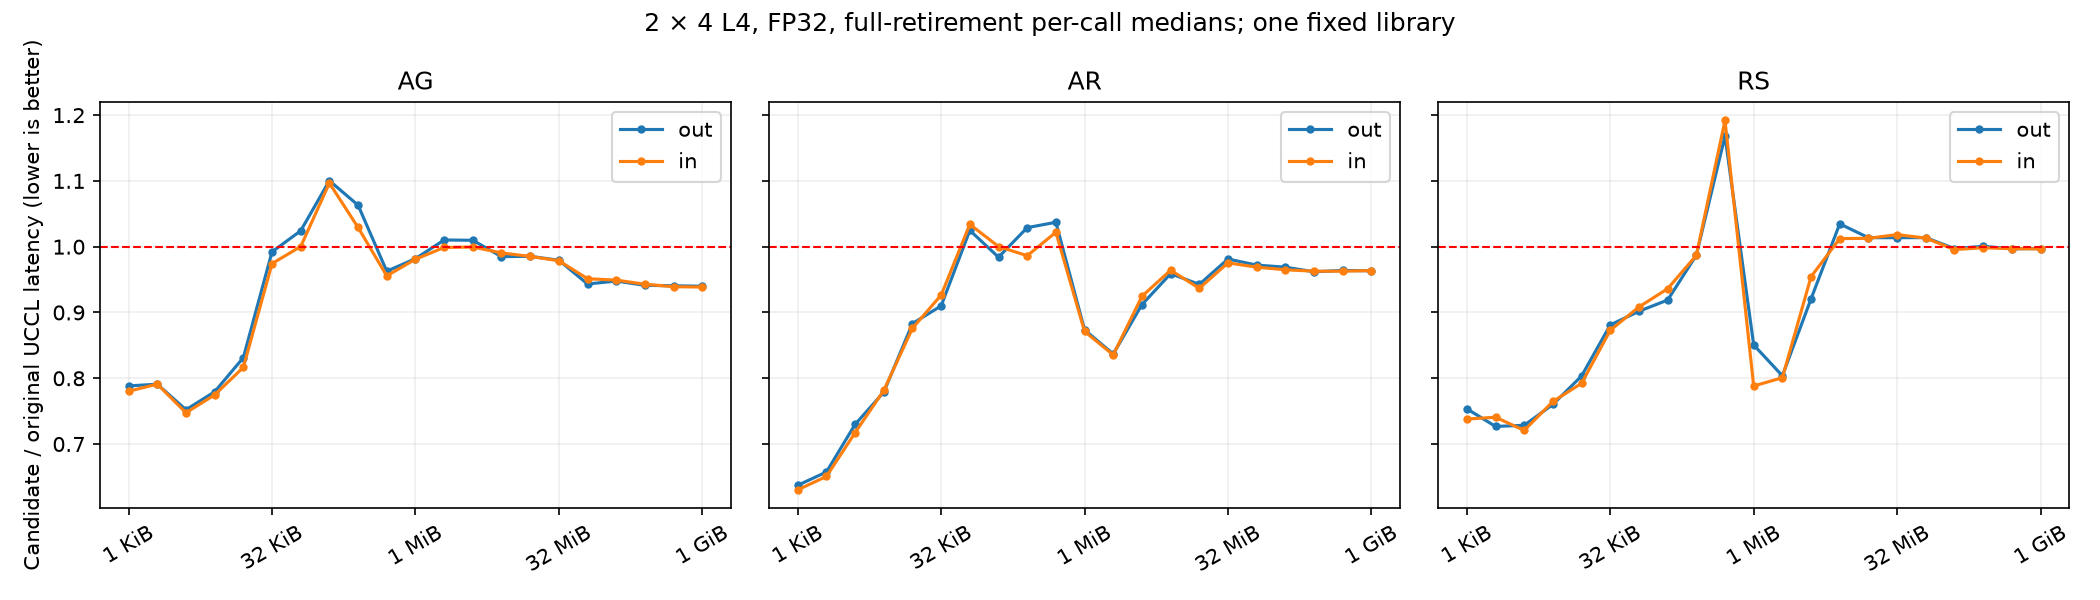 2 × 4 L4, FP32, full-retirement per-call medians; one fixed library
Candidate / original UCCL latency (lower is better)
AG
1.2
1.1
1.0
0.9
0.8
0.7
out
in
1 KiB
32 KiB
1 MiB
32 MiB
1 GiB
AR
out
in
1 KiB
32 KiB
1 MiB
32 MiB
1 GiB
RS
out
in
1 KiB
32 KiB
1 MiB
32 MiB
1 GiB